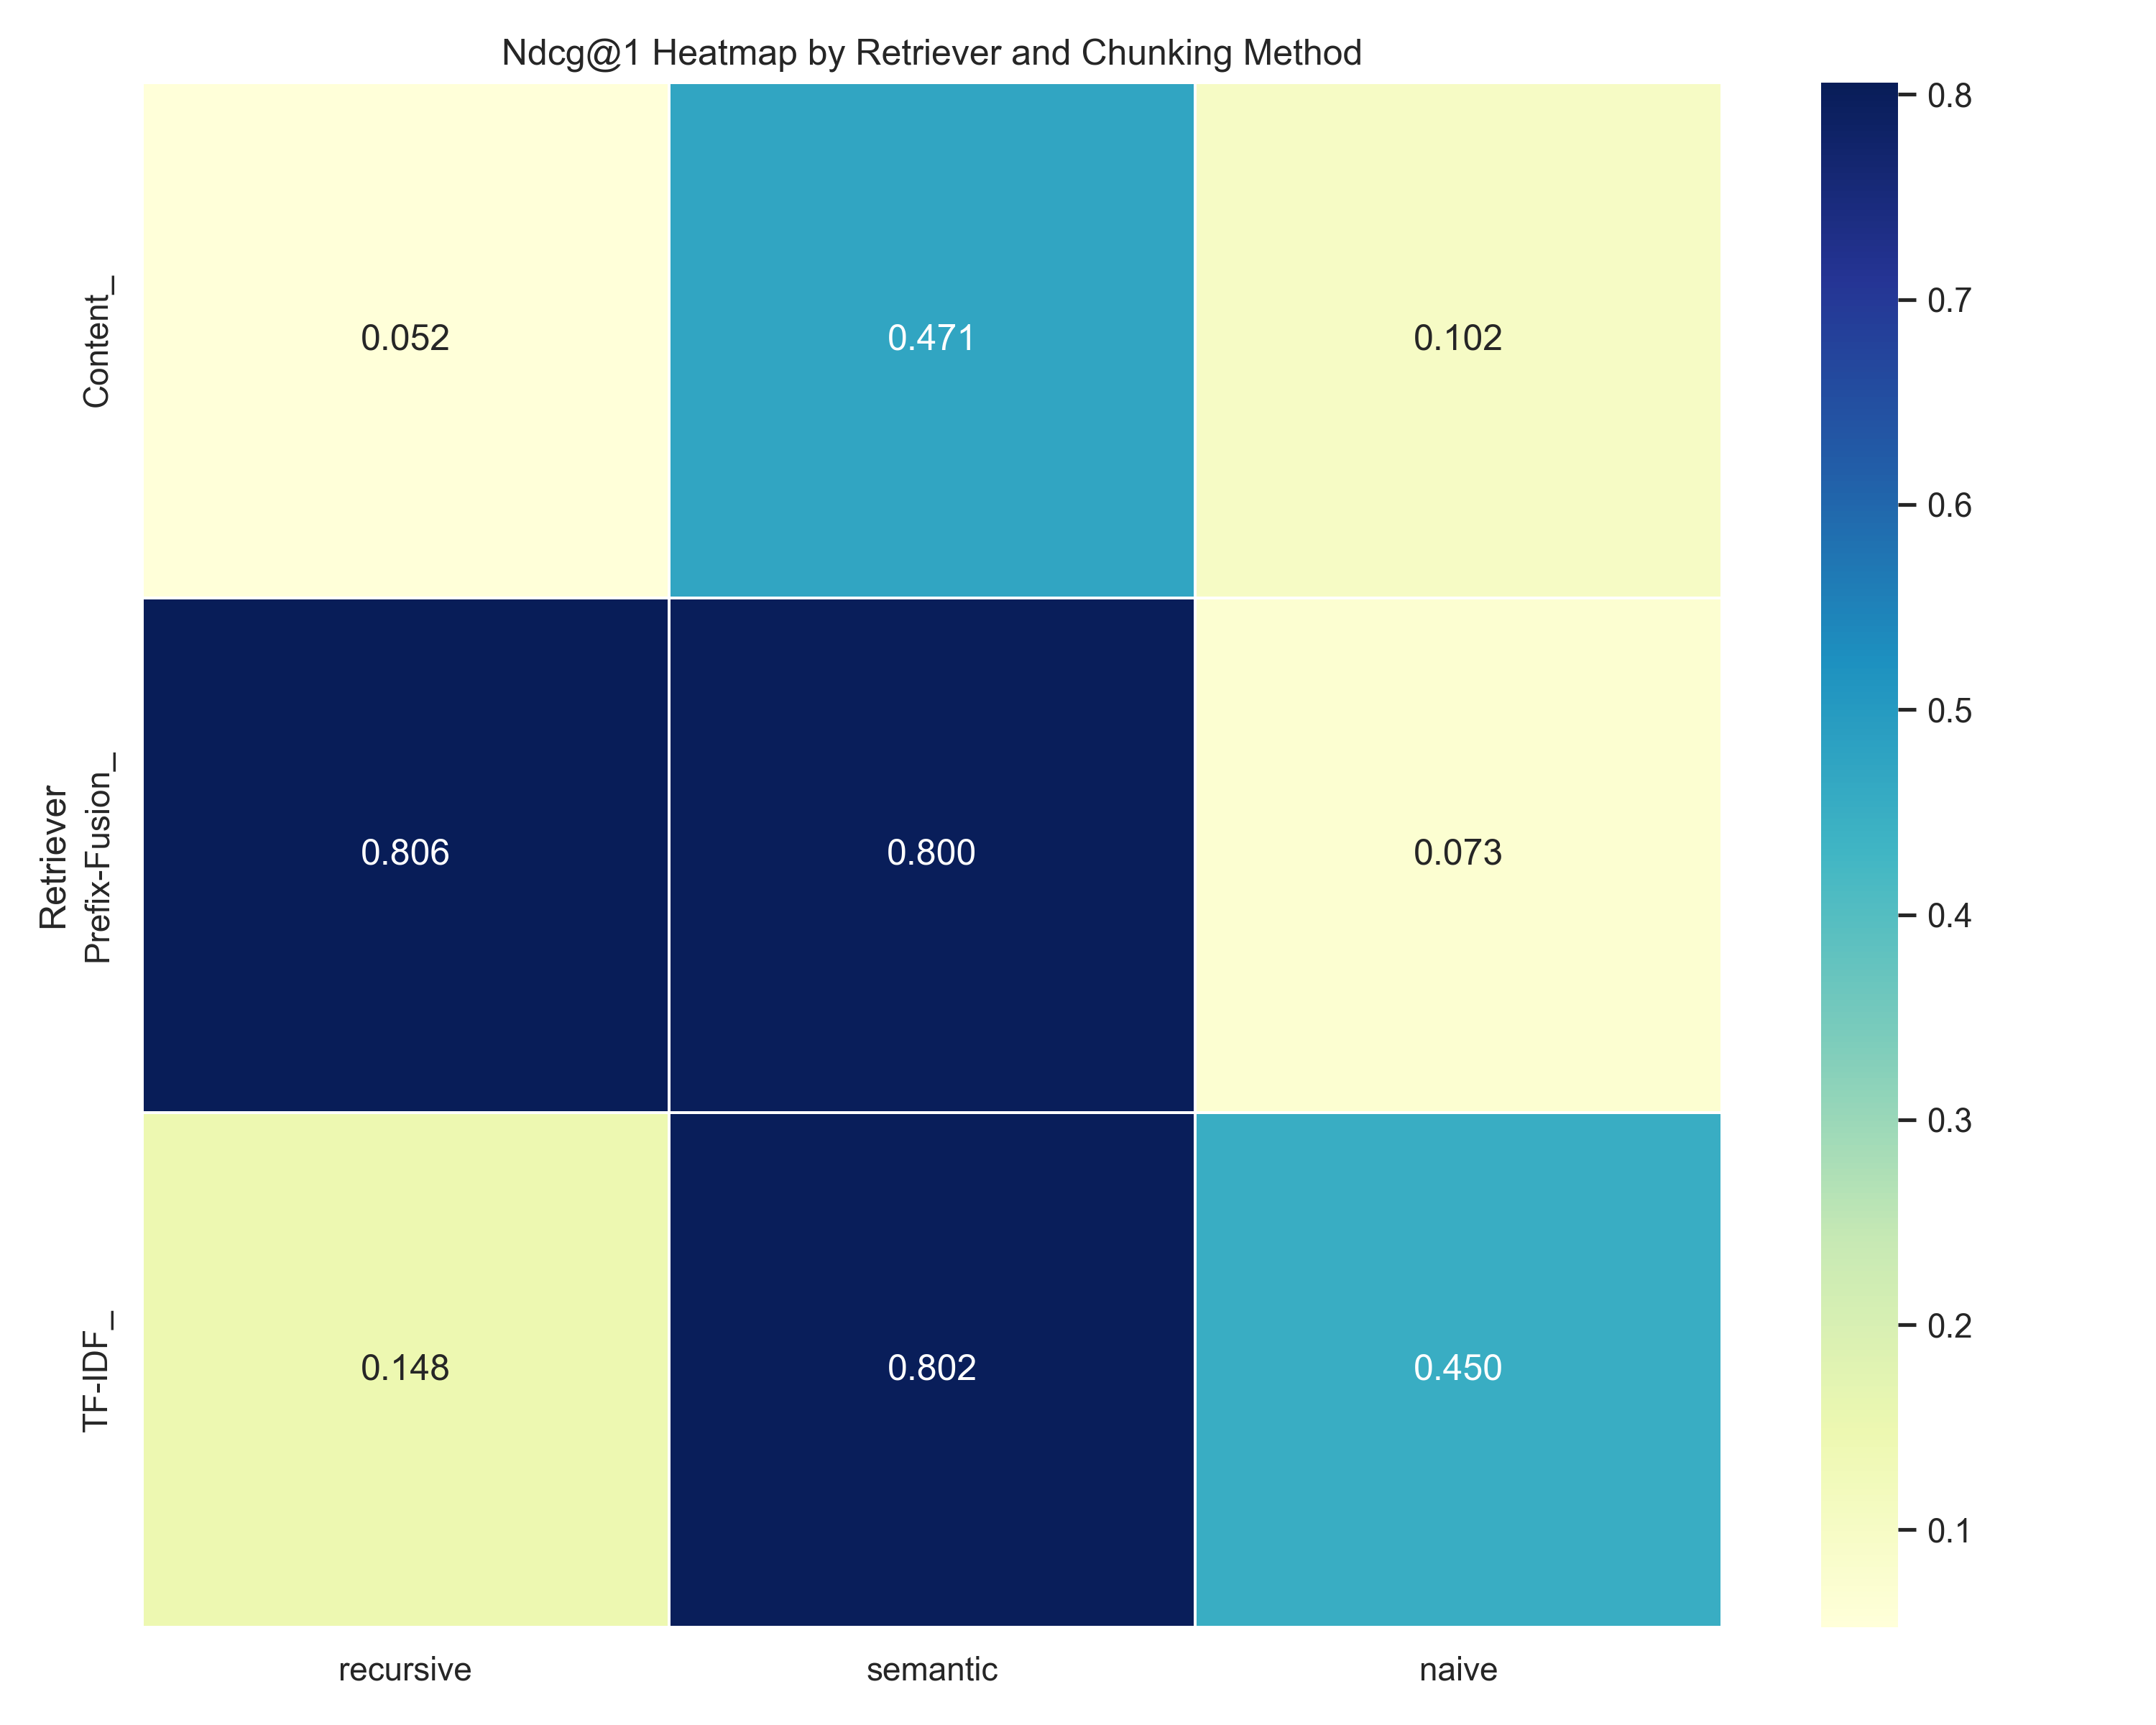 Ndcg@1 Heatmap by Retriever and Chunking Method
Retriever
Content_
0.052 0.471 0.102
Prefix-Fusion_
0.806 0.800 0.073
TF-IDF_
0.148 0.802 0.450
recursive semantic naive
0.8
0.7
0.6
0.5
0.4
0.3
0.2
0.1